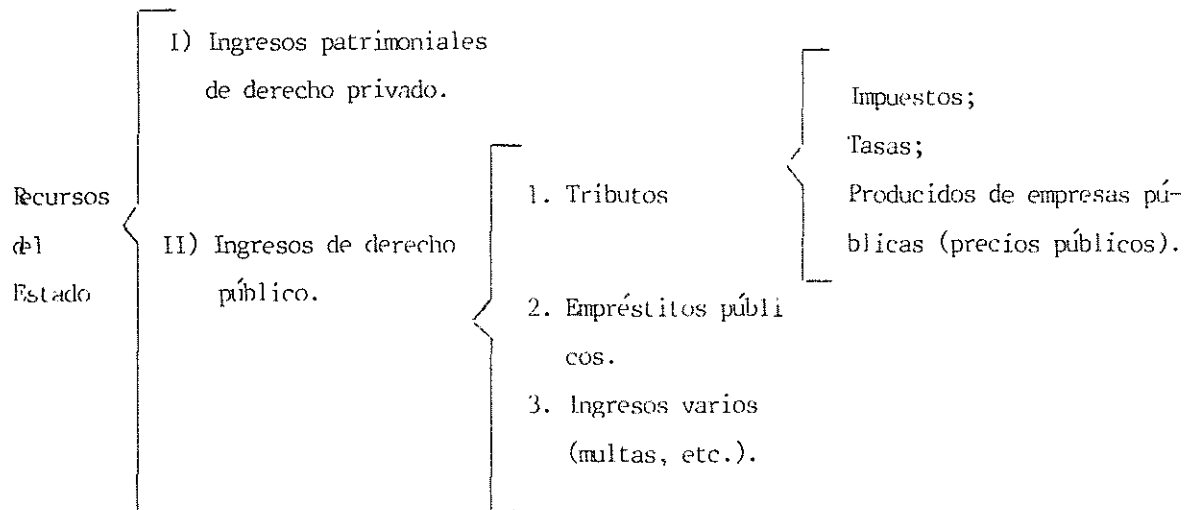 Recursos
del
Estado
I) Ingresos patrimoniales
de derecho privado.
II) Ingresos de derecho
público.
1. Tributos
2. Empréstitos públi
cos.
3. Ingresos varios
(multas, etc.).
Impuestos;
Tasas;
Producidos de empresas pú-
blicas (precios públicos).